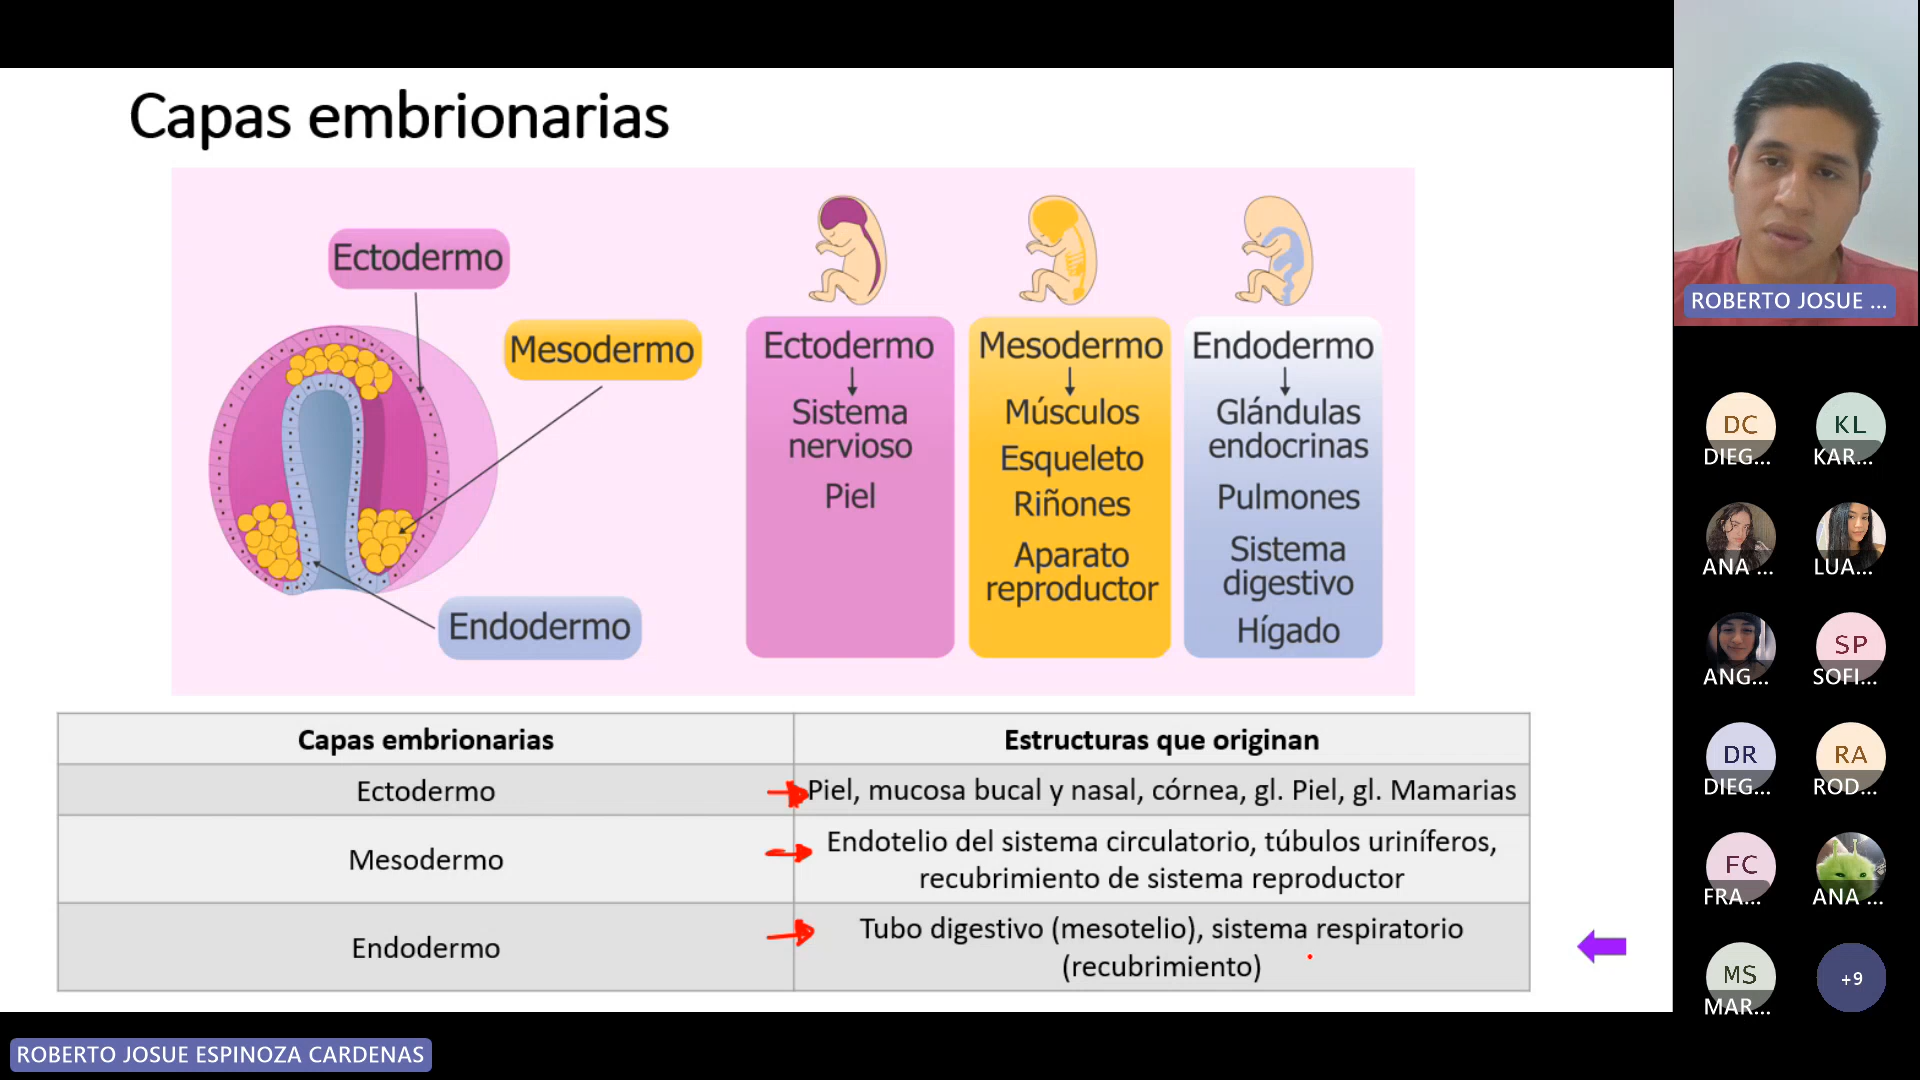 Capas embrionarias
Ectodermo
Mesodermo
Endodermo
Ectodermo
Sistema
nervioso
Piel
Mesodermo
Músculos
Esqueleto
Riñones
Aparato
reproductor
Endodermo
Glándulas
endocrinas
Pulmones
Sistema
digestivo
Hígado
Capas embrionarias
Estructuras que originan
Ectodermo
Piel, mucosa bucal y nasal, córnea, gl. Piel, gl. Mamarias
Mesodermo
Endotelio del sistema circulatorio, túbulos uriníferos,
recubrimiento de sistema reproductor
Endodermo
Tubo digestivo (mesotelio), sistema respiratorio
(recubrimiento)
ROBERTO JOSUE ...
DC
DIEG...
KL
KAR...
ANA ...
LUA...
ANG...
SP
SOFI...
DR
DIEG...
RA
ROD...
FC
FRA...
ANA ...
MS
MAR...
+9
ROBERTO JOSUE ESPINOZA CARDENAS